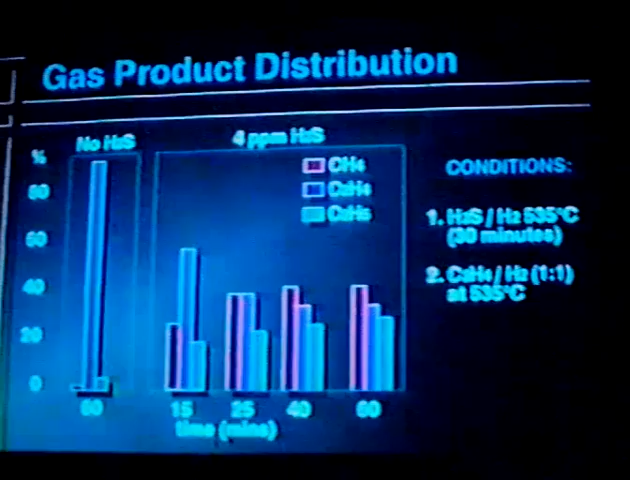 Gas Product Distribution
No H₂S
4 ppm H₂S
%
80
60
40
20
0
CH₄
C₂H₄
C₂H₆
60
15
25
40
60
time (mins)
CONDITIONS:
1. H₂S / H₂ 535°C
(30 minutes)
2. C₂H₄ / H₂ (1:1)
at 535°C